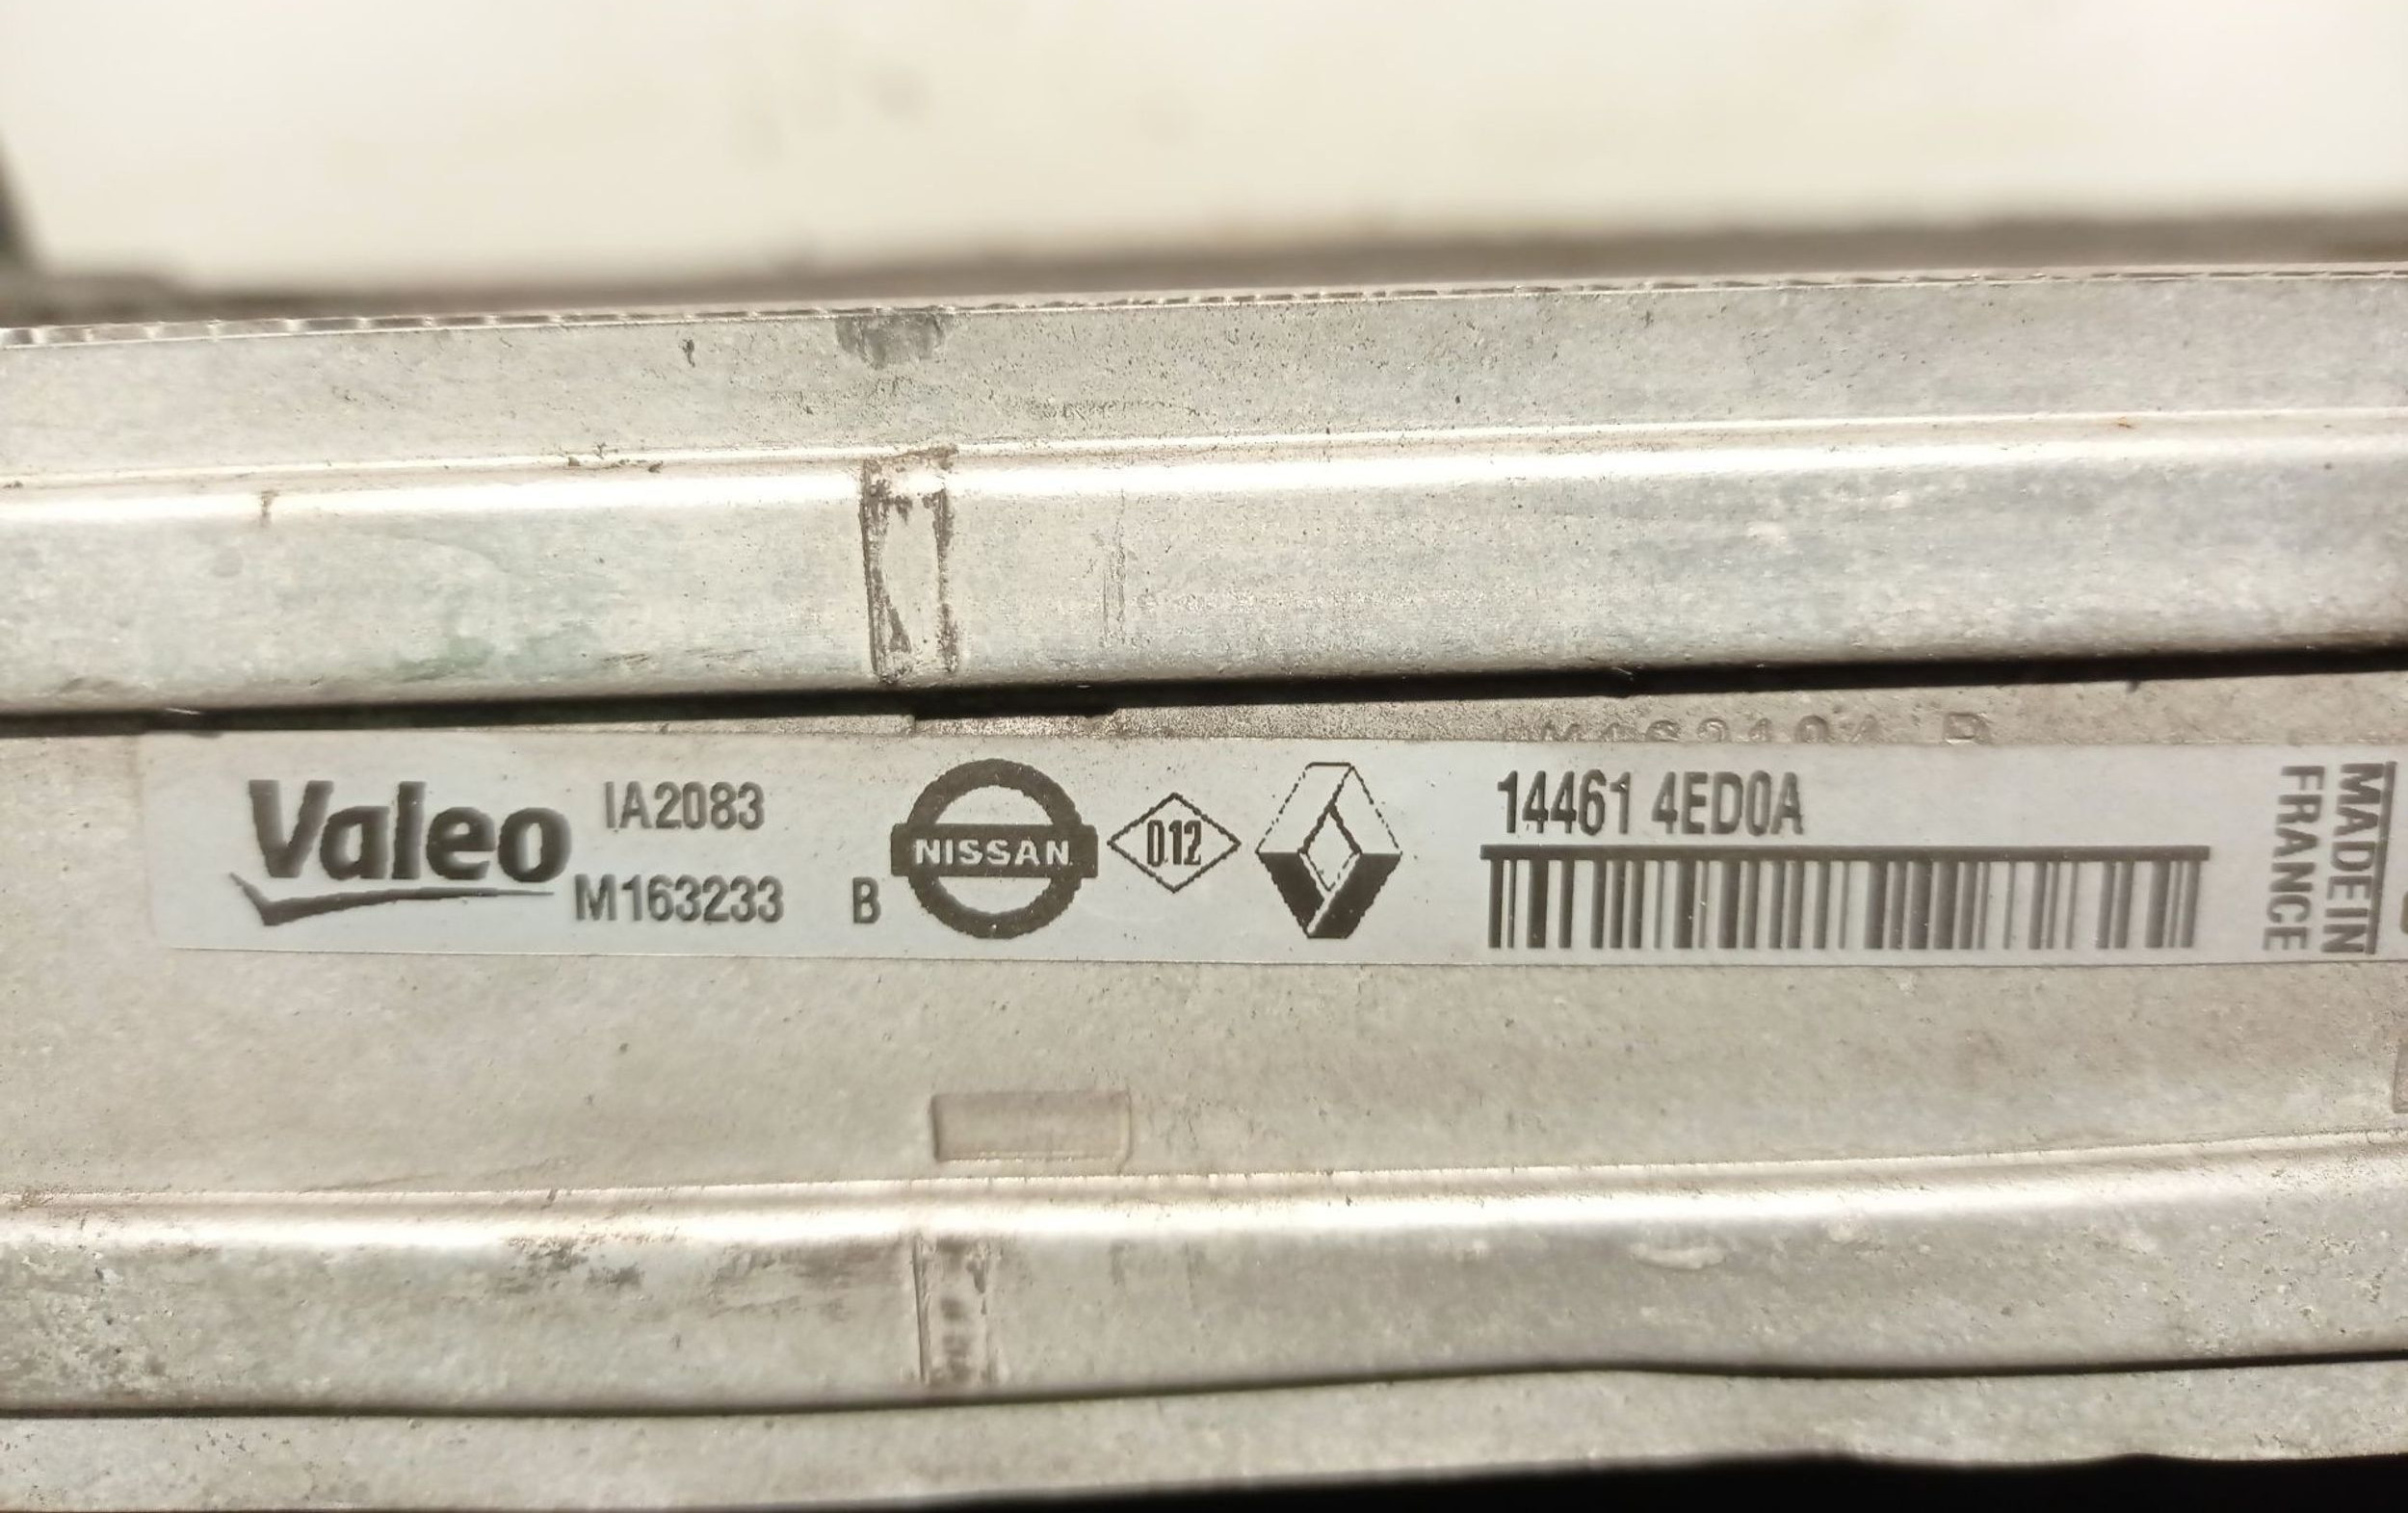 Valeo
IA2083
M163233 B
NISSAN
012
14461 4ED0A
MADE IN
FRANCE